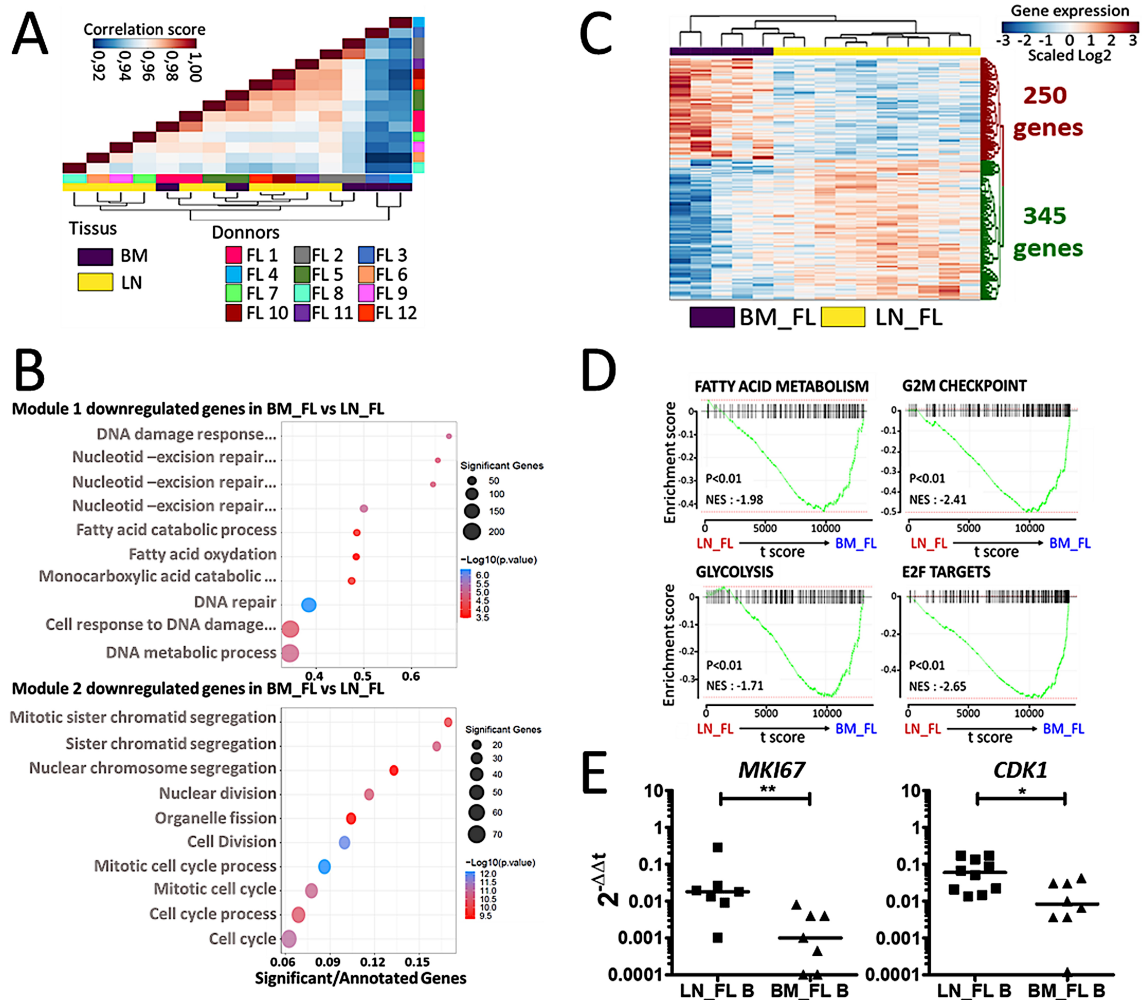 A
Correlation score
0,92
0,94
0,96
0,98
1,00
Tissus
BM
LN
Donnors
FL 1
FL 2
FL 3
FL 4
FL 5
FL 6
FL 7
FL 8
FL 9
FL 10
FL 11
FL 12
B
Module 1 downregulated genes in BM_FL vs LN_FL
DNA damage response...
Nucleotid –excision repair...
Nucleotid –excision repair...
Nucleotid –excision repair...
Fatty acid catabolic process
Fatty acid oxydation
Monocarboxylic acid catabolic ...
DNA repair
Cell response to DNA damage...
DNA metabolic process
0.4 0.5 0.6
Significant Genes
50
100
150
200
−Log10(p.value)
6.0
5.5
5.0
4.5
4.0
3.5
Module 2 downregulated genes in BM_FL vs LN_FL
Mitotic sister chromatid segregation
Sister chromatid segregation
Nuclear chromosome segregation
Nuclear division
Organelle fission
Cell Division
Mitotic cell cycle process
Mitotic cell cycle
Cell cycle process
Cell cycle
0.06 0.09 0.12 0.15
Significant/Annotated Genes
Significant Genes
20
30
40
50
60
70
−Log10(p.value)
12.0
11.5
11.0
10.5
10.0
9.5
C
Gene expression
-3 -2 -1 0 1 2 3
Scaled Log2
250
genes
345
genes
BM_FL
LN_FL
D
FATTY ACID METABOLISM
Enrichment score
0
-0.1
-0.2
-0.3
-0.4
P<0.01
NES : -1.98
0 5000 10000
LN_FL
t score
BM_FL
G2M CHECKPOINT
0
-0.1
-0.2
-0.3
-0.4
-0.5
P<0.01
NES : -2.41
0 5000 10000
LN_FL
t score
BM_FL
GLYCOLYSIS
Enrichment score
0
-0.1
-0.2
-0.3
P<0.01
NES : -1.71
0 5000 10000
LN_FL
t score
BM_FL
E2F TARGETS
0
-0.2
-0.4
P<0.01
NES : -2.65
0 5000 10000
LN_FL
t score
BM_FL
E
MKI67
**
2-ΔΔt
10
1
0.1
0.01
0.001
0.0001
LN_FL B
BM_FL B
CDK1
*
10
1
0.1
0.01
0.001
0.0001
LN_FL B
BM_FL B